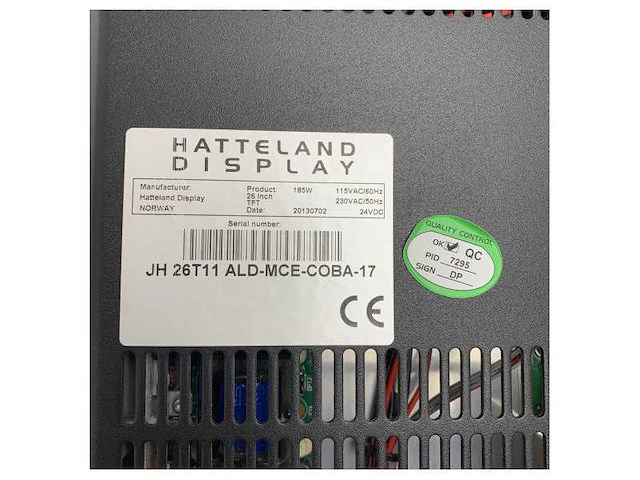 HATTELAND
DISPLAY
Manufacturer: Product: 185W 115VAC/60Hz
Hatteland Display 26 Inch 230VAC/50Hz
NORWAY TFT
Date: 20130702 24VDC
Serial number:
JH 26T11 ALD-MCE-COBA-17
CE
QUALITY CONTROL
OK QC
PID 7295
SIGN DP